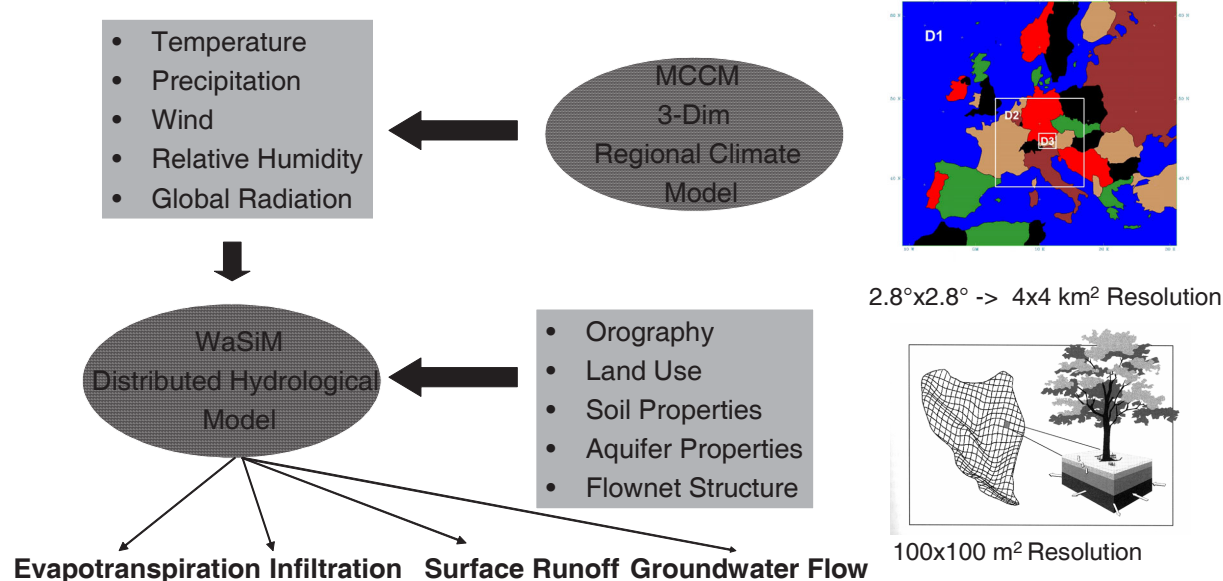 • Temperature
• Precipitation
• Wind
• Relative Humidity
• Global Radiation
MCCM
3-Dim
Regional Climate
Model
D1
D2
D3
2.8°x2.8° -> 4x4 km² Resolution
WaSiM
Distributed Hydrological
Model
• Orography
• Land Use
• Soil Properties
• Aquifer Properties
• Flownet Structure
100x100 m² Resolution
Evapotranspiration Infiltration Surface Runoff Groundwater Flow